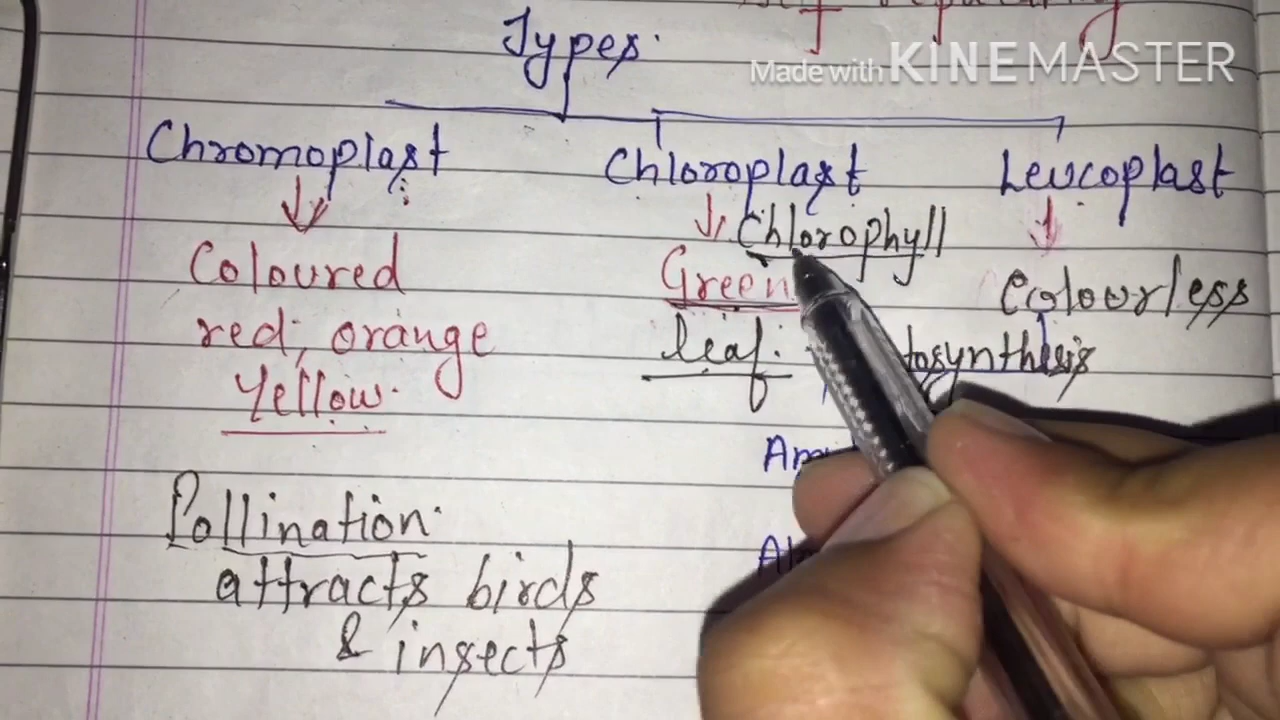 Types.
Made with KINEMASTER
Chromoplast
Chloroplast
Leucoplast
Chlorophyll
Coloured
Green
Colourless
red, orange
leaf.
tosynthesis
Yellow.
Pollination.
attracts birds
& insects